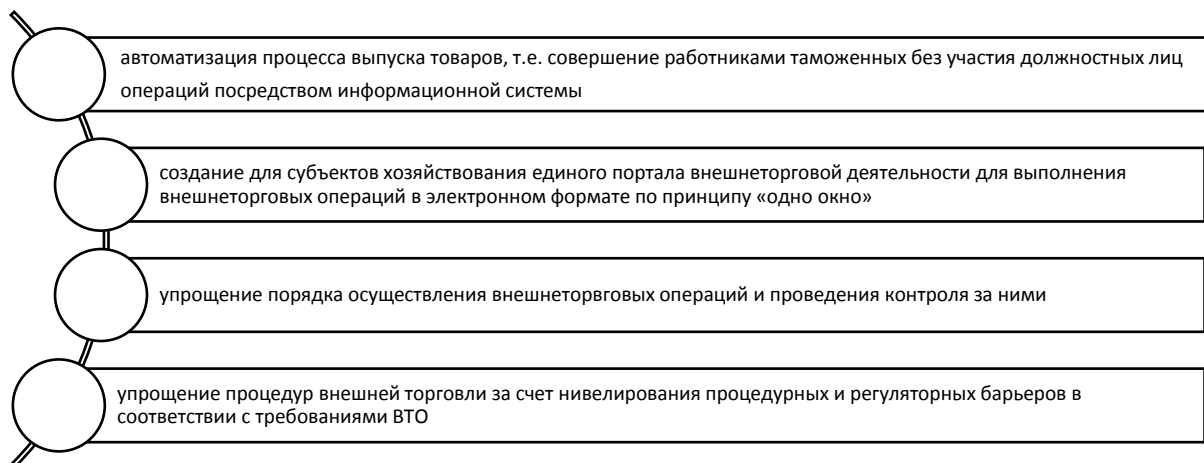 автоматизация процесса выпуска товаров, т.е. совершение работниками таможенных без участия должностных лиц
операций посредством информационной системы
создание для субъектов хозяйствования единого портала внешнеторговой деятельности для выполнения
внешнеторговых операций в электронном формате по принципу «одно окно»
упрощение порядка осуществления внешнеторвговых операций и проведения контроля за ними
упрощение процедур внешней торговли за счет нивелирования процедурных и регуляторных барьеров в
соответствии с требованиями ВТО